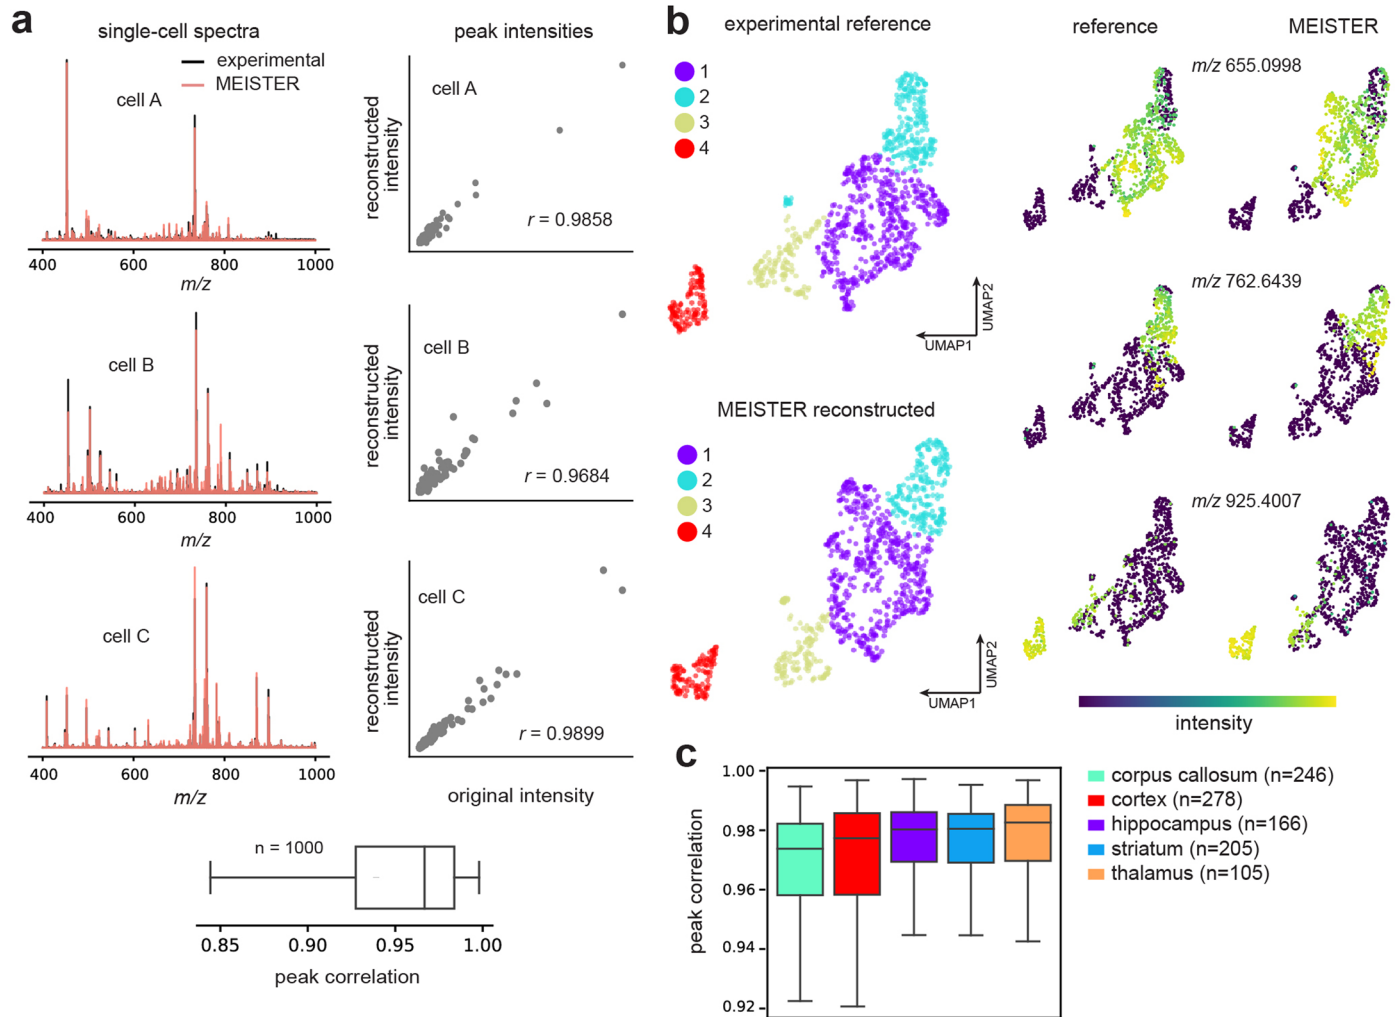 a
single-cell spectra
experimental
MEISTER
cell A
400 600 800 1000
m/z
peak intensities
cell A
reconstructed
intensity
r = 0.9858
cell B
400 600 800 1000
m/z
cell B
reconstructed
intensity
r = 0.9684
cell C
400 600 800 1000
m/z
cell C
reconstructed
intensity
r = 0.9899
original intensity
n = 1000
0.85 0.90 0.95 1.00
peak correlation
b
experimental reference
1
2
3
4
UMAP2
UMAP1
MEISTER reconstructed
1
2
3
4
UMAP2
UMAP1
reference MEISTER
m/z 655.0998
m/z 762.6439
m/z 925.4007
intensity
c
peak correlation
1.00
0.98
0.96
0.94
0.92
corpus callosum (n=246)
cortex (n=278)
hippocampus (n=166)
striatum (n=205)
thalamus (n=105)